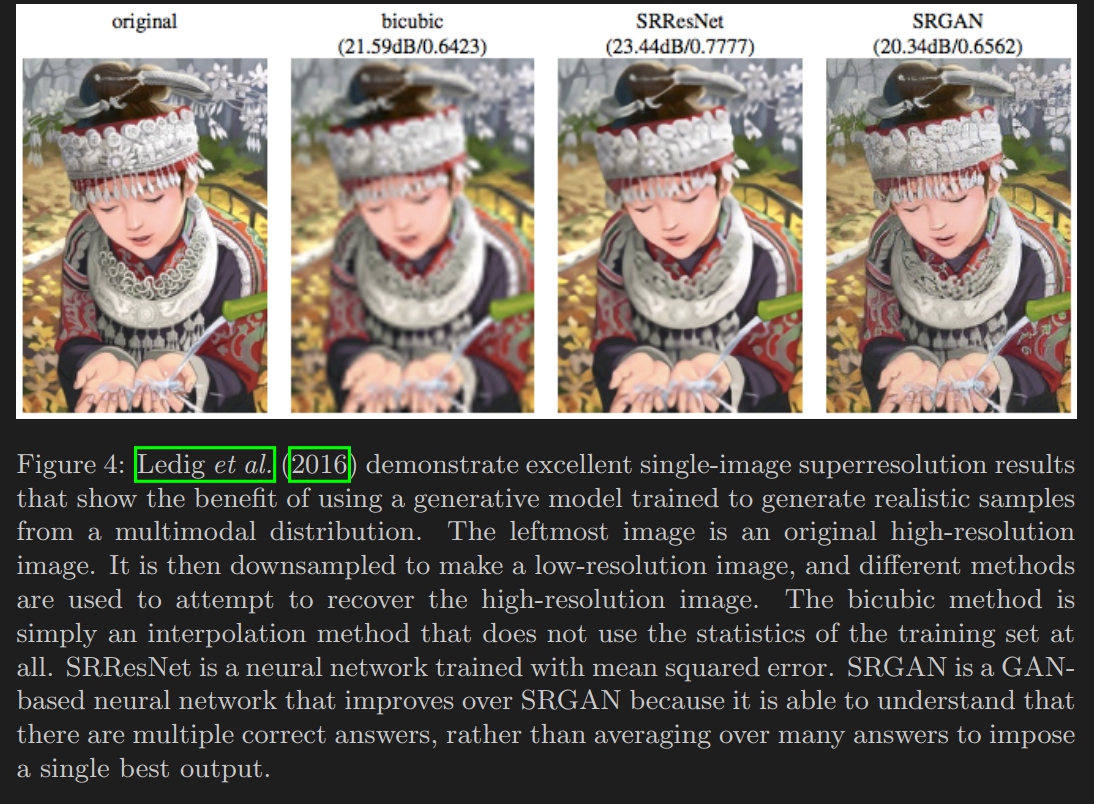 original bicubic SRResNet SRGAN
(21.59dB/0.6423) (23.44dB/0.7777) (20.34dB/0.6562)
Figure 4: Ledig et al. (2016) demonstrate excellent single-image superresolution results
that show the benefit of using a generative model trained to generate realistic samples
from a multimodal distribution. The leftmost image is an original high-resolution
image. It is then downsampled to make a low-resolution image, and different methods
are used to attempt to recover the high-resolution image. The bicubic method is
simply an interpolation method that does not use the statistics of the training set at
all. SRResNet is a neural network trained with mean squared error. SRGAN is a GAN-
based neural network that improves over SRGAN because it is able to understand that
there are multiple correct answers, rather than averaging over many answers to impose
a single best output.